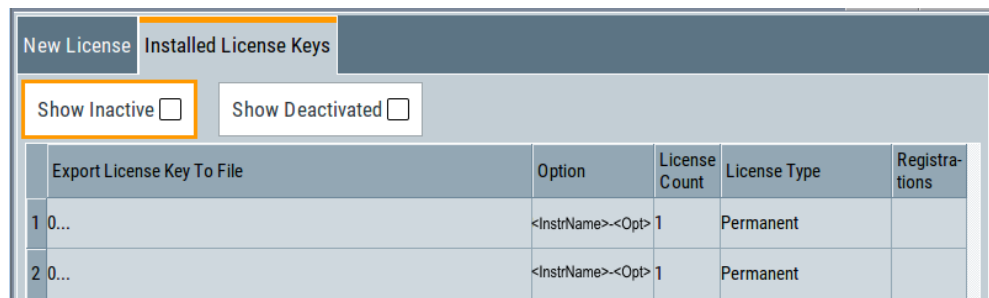 New License Installed License Keys
Show Inactive Show Deactivated
Export License Key To File Option License Count License Type Registra-tions
1 0... <InstrName>-<Opt> 1 Permanent
2 0... <InstrName>-<Opt> 1 Permanent